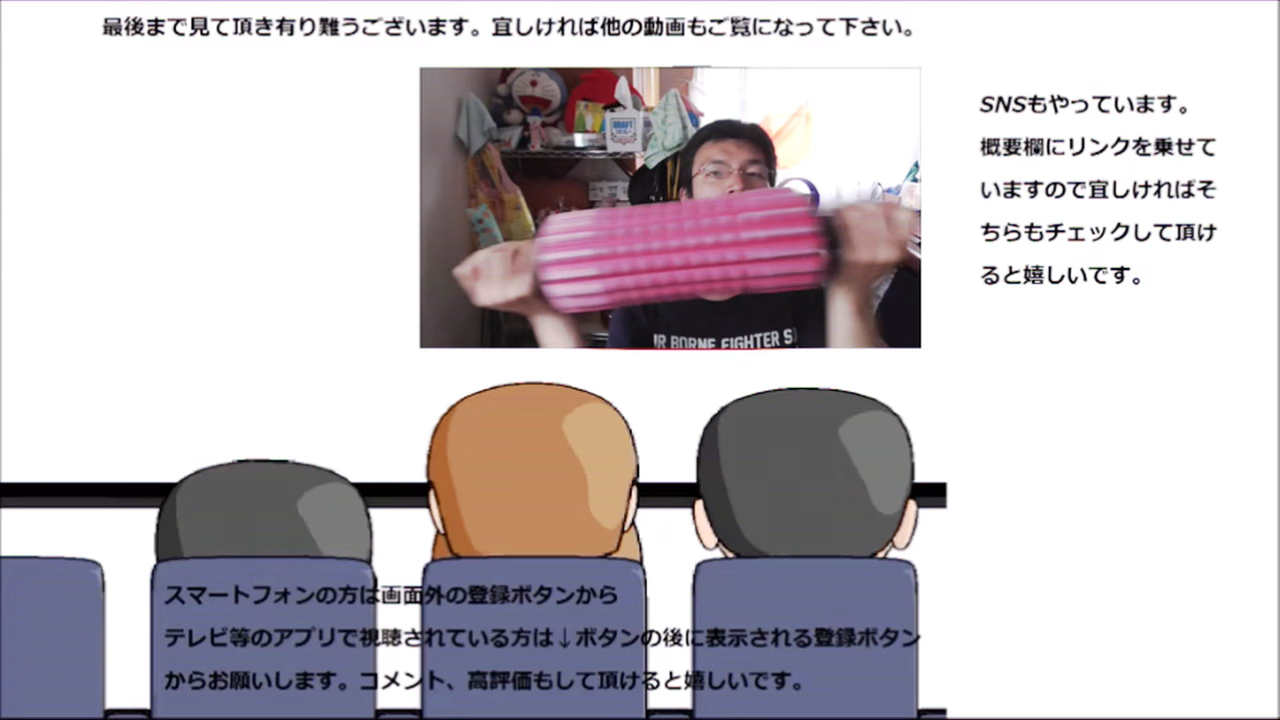 最後まで見て頂き有り難うございます。宜しければ他の動画もご覧になって下さい。
SNSもやっています。
概要欄にリンクを乗せて
いますので宜しければそ
ちらもチェックして頂け
ると嬉しいです。
DRAFT
IR BORNE FIGHTER S
スマートフォンの方は画面外の登録ボタンから
テレビ等のアプリで視聴されている方は↓ボタンの後に表示される登録ボタン
からお願いします。コメント、高評価もして頂けると嬉しいです。